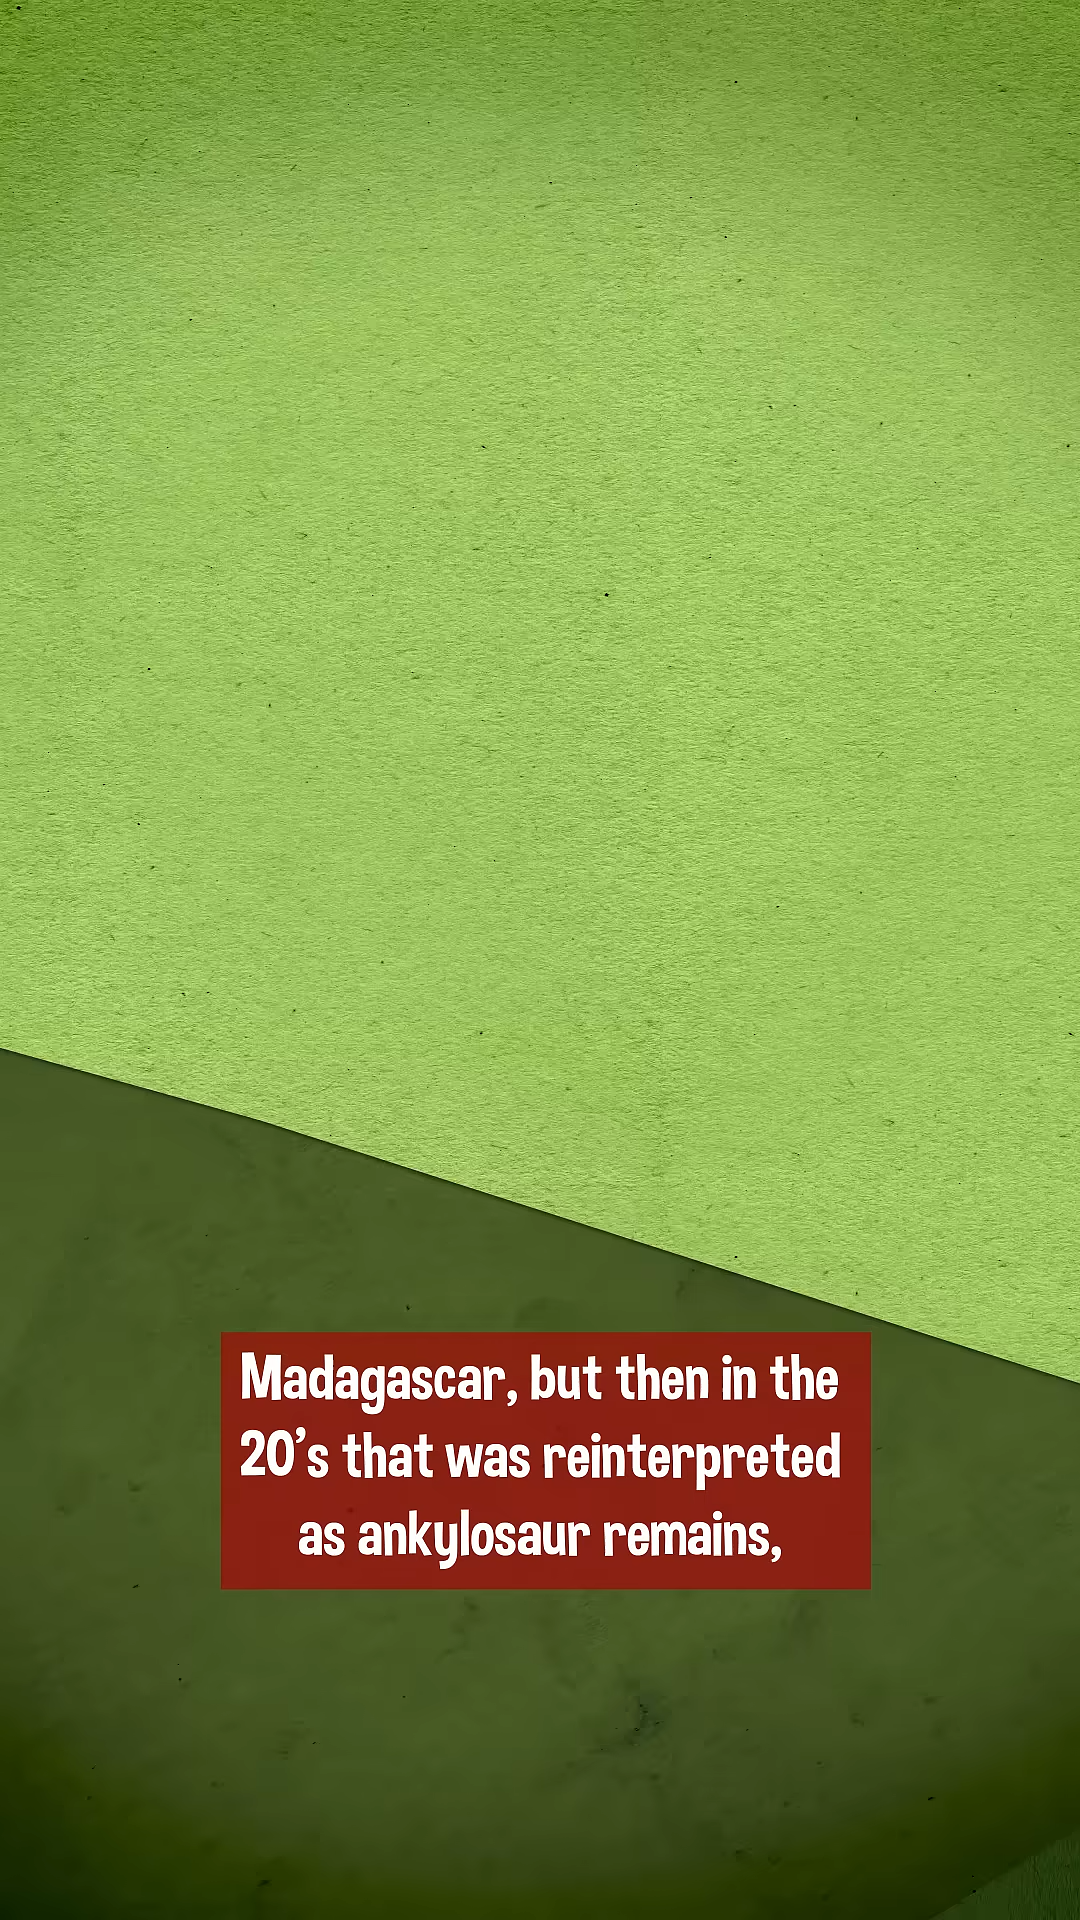 Madagascar, but then in the
20’s that was reinterpreted
as ankylosaur remains,